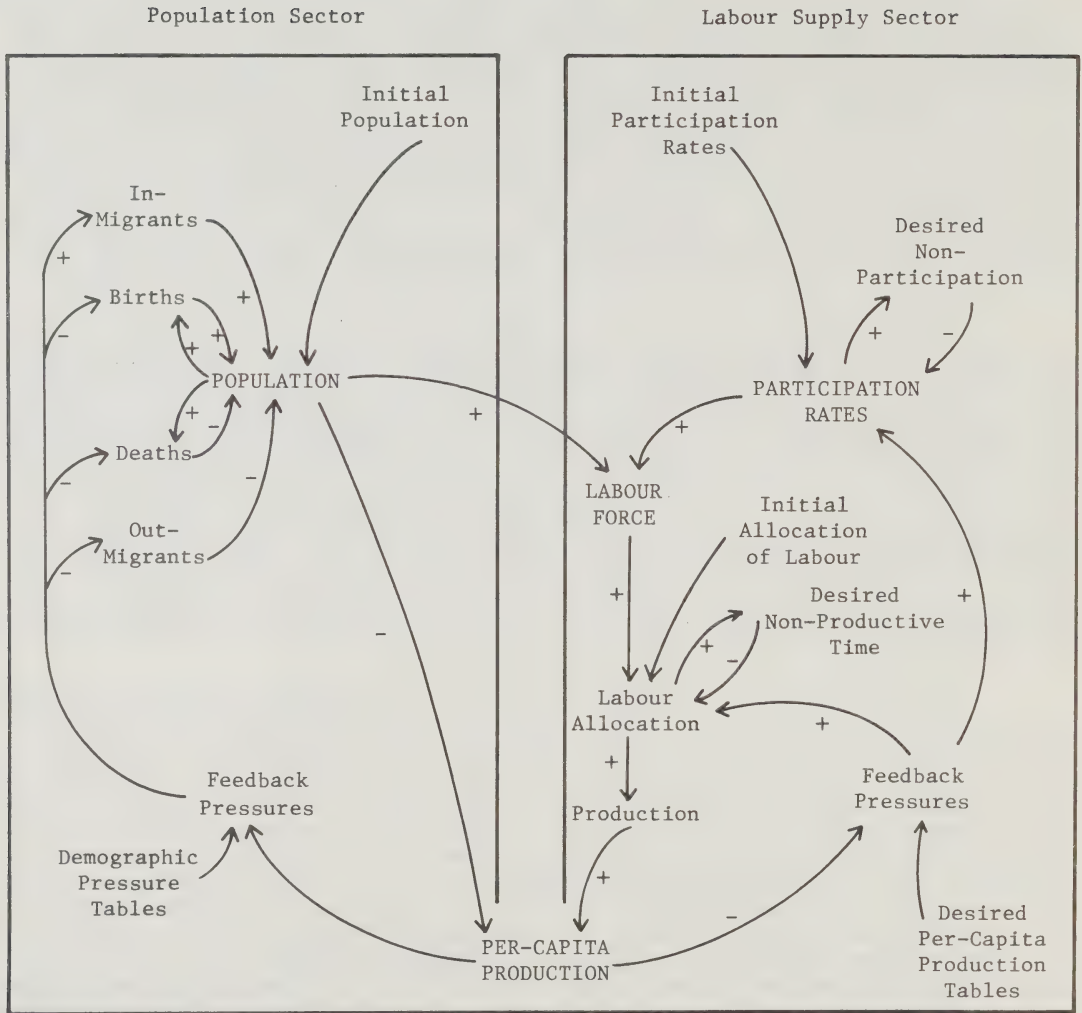 Population Sector
Labour Supply Sector
Initial
Population
In-
Migrants
+
+
Births
-
+
+
POPULATION
+
-
Deaths
-
-
Out-
Migrants
-
+
-
Feedback
Pressures
Demographic
Pressure
Tables
Initial
Participation
Rates
Desired
Non-
Participation
+
-
PARTICIPATION
RATES
+
LABOUR
FORCE
Initial
Allocation
of Labour
+
+
Desired
Non-Productive
Time
+
-
Labour
Allocation
+
+
Production
Feedback
Pressures
+
-
PER-CAPITA
PRODUCTION
Desired
Per-Capita
Production
Tables